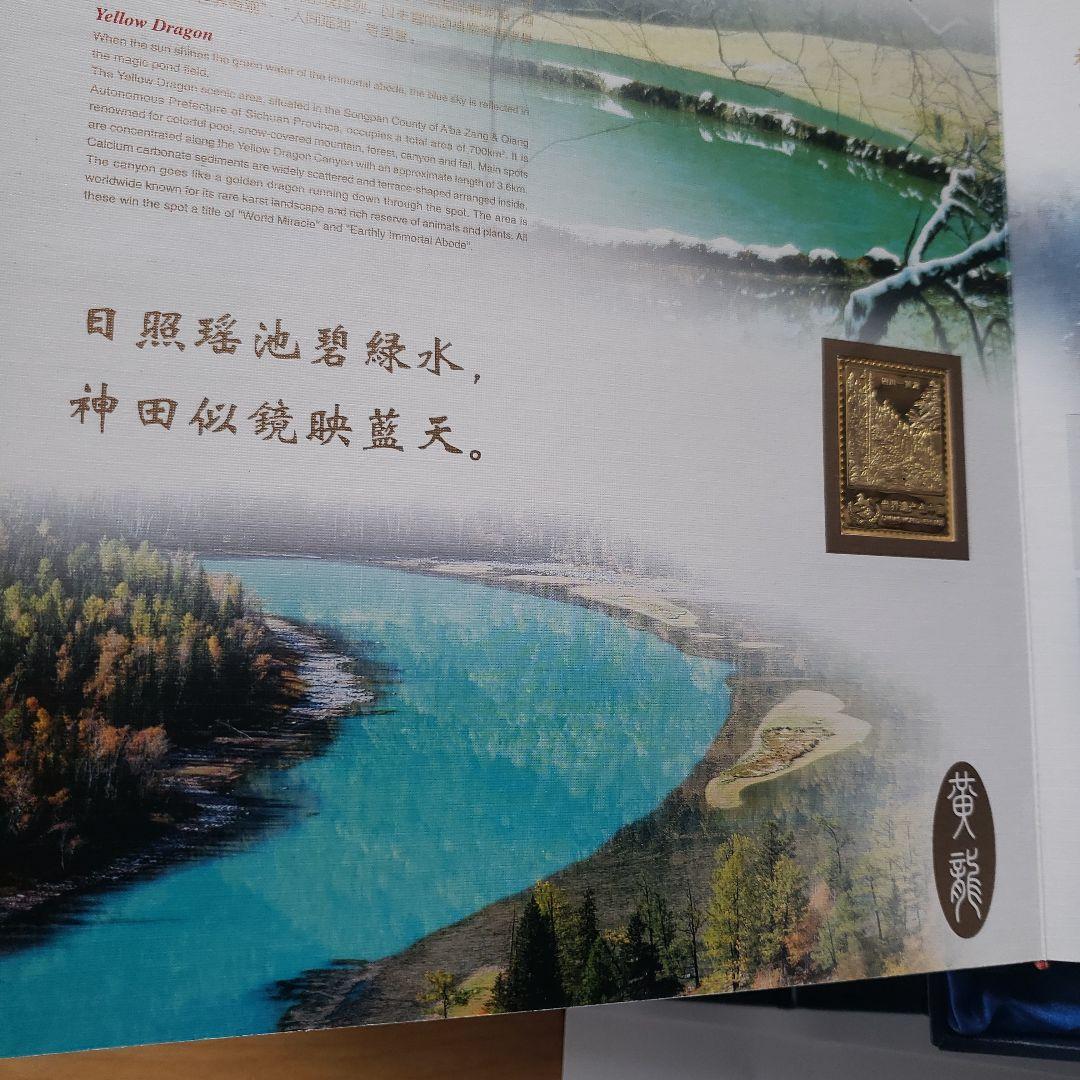 Yellow Dragon
When the sun shines the green water of the immortal abode, the blue sky is reflected in
the magic pond field.
The Yellow Dragon scenic area, situated in the Songpan County of A'ba Zang & Qiang
Autonomous Prefecture of Sichuan Province, occupies a total area of 700km². It is
renowned for colorful pool, snow-covered mountain, forest, canyon and fall. Main spots
are concentrated along the Yellow Dragon Canyon with an approximate length of 3.6km.
Calcium carbonate sediments are widely scattered and terrace-shaped arranged inside.
The canyon goes like a golden dragon running down through the spot. The area is
worldwide known for its rare karst landscape and rich reserve of animals and plants. All
these win the spot a title of "World Miracle" and "Earthly Immortal Abode".
日照瑶池碧綠水,
神田似鏡映藍天。
黄龍